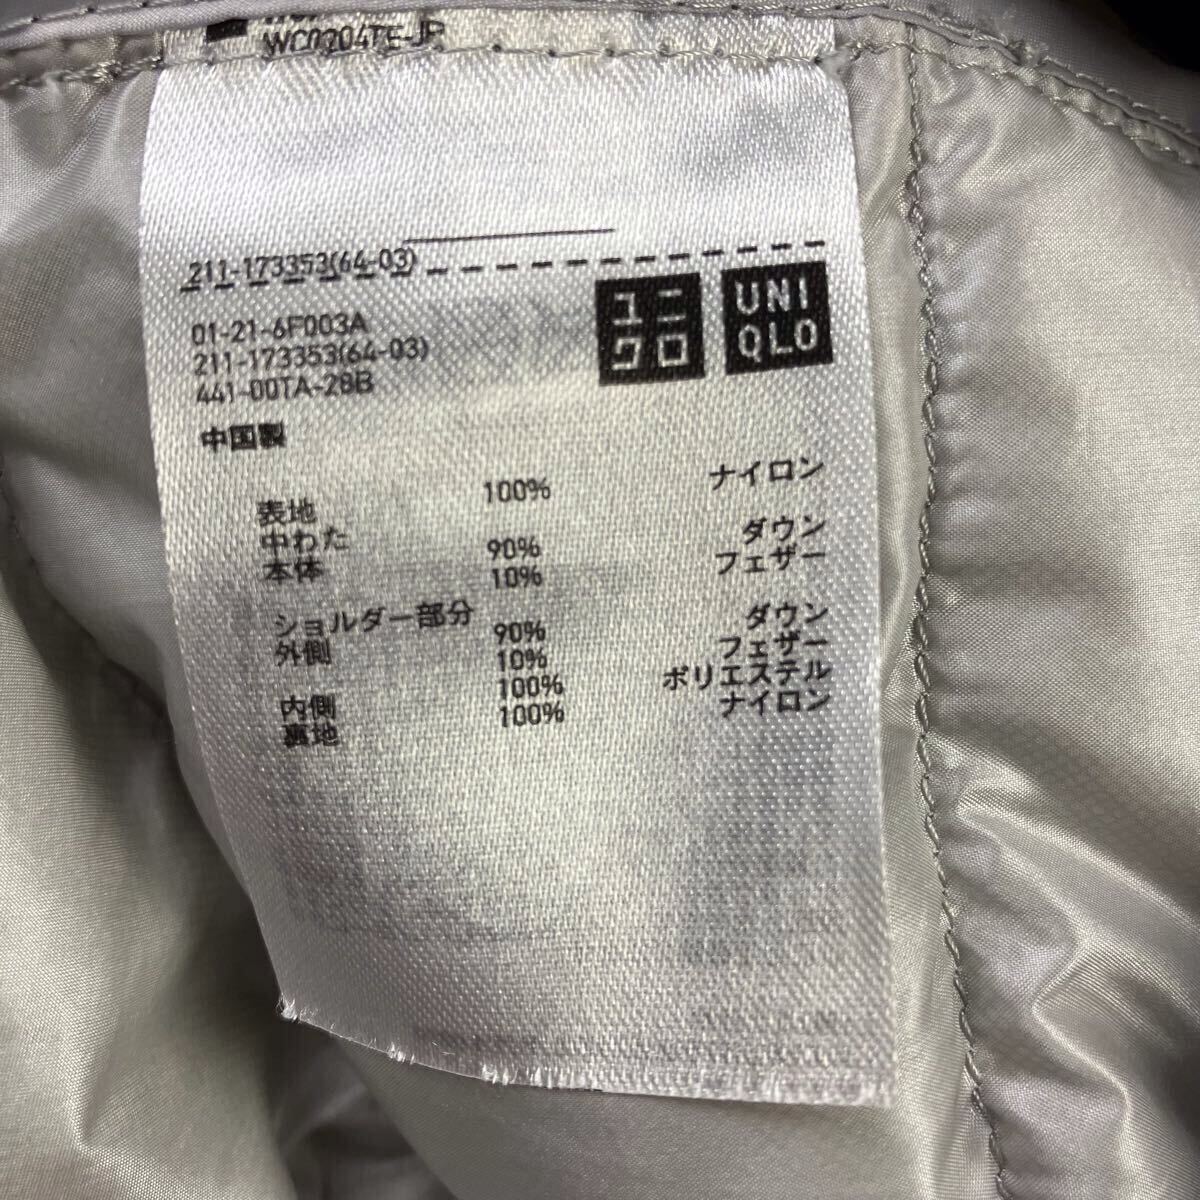 WC0204TE-JP
211-173353(64-03)
ユニクロ
UNIQLO
01-21-6F003A
211-173353(64-03)
441-00TA-28B
中国製
表地 100% ナイロン
中わた
本体 90% ダウン
10% フェザー
ショルダー部分
外側 90% ダウン
10% フェザー
内側 100% ポリエステル
裏地 100% ナイロン